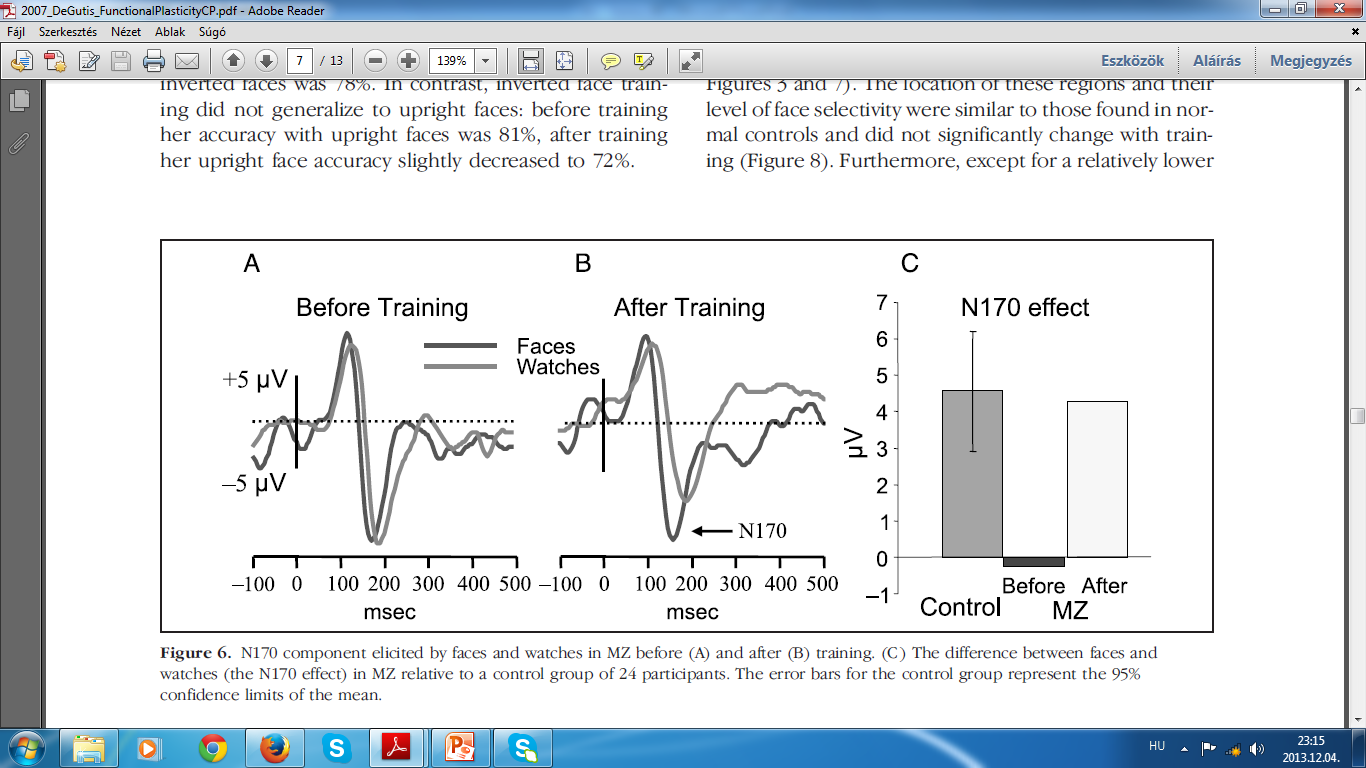 2007_DeGutis_FunctionalPlasticityCP.pdf - Adobe Reader
Fájl Szerkesztés Nézet Ablak Súgó
7 / 13 139% Eszközök Aláírás Megjegyzés
inverted faces was 78%. In contrast, inverted face train-
ing did not generalize to upright faces: before training
her accuracy with upright faces was 81%, after training
her upright face accuracy slightly decreased to 72%.
Figures 3 and 7). The location of these regions and their
level of face selectivity were similar to those found in nor-
mal controls and did not significantly change with train-
ing (Figure 8). Furthermore, except for a relatively lower
A
Before Training
+5 µV
–5 µV
Faces
Watches
–100 0 100 200 300 400 500
msec
B
After Training
N170
–100 0 100 200 300 400 500
msec
C
N170 effect
7
6
5
4
3
2
1
0
–1
µV
Before After
Control MZ
Figure 6. N170 component elicited by faces and watches in MZ before (A) and after (B) training. (C) The difference between faces and
watches (the N170 effect) in MZ relative to a control group of 24 participants. The error bars for the control group represent the 95%
confidence limits of the mean.
HU
23:15
2013.12.04.